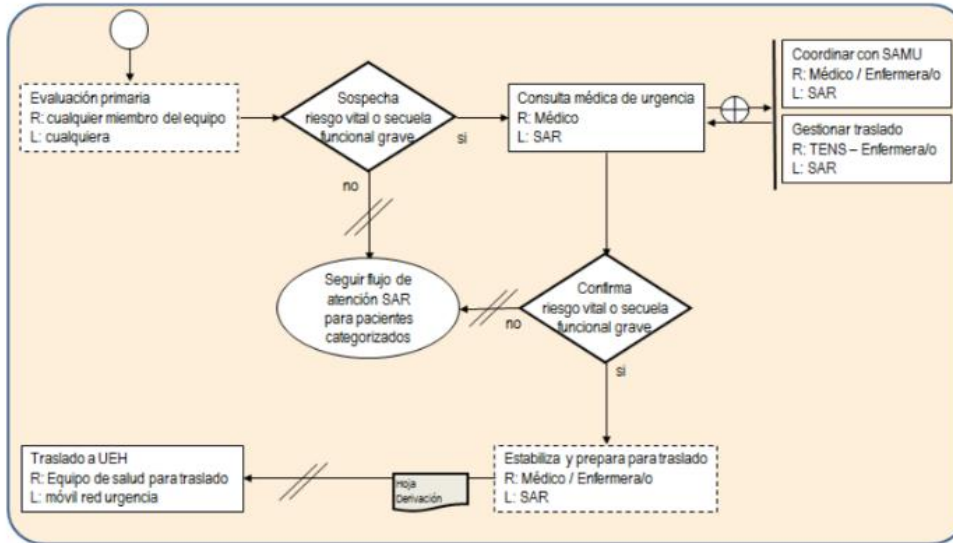 Evaluación primaria
R: cualquier miembro del equipo
L: cualquiera
Sospecha
riesgo vital o secuela
funcional grave
si
no
Consulta médica de urgencia
R: Médico
L: SAR
Coordinar con SAMU
R: Médico / Enfermera/o
L: SAR
Gestionar traslado
R: TENS – Enfermera/o
L: SAR
Seguir flujo de
atención SAR
para pacientes
categorizados
Confirma
riesgo vital o secuela
funcional grave
no
si
Estabiliza y prepara para traslado
R: Médico / Enfermera/o
L: SAR
Hoja
Derivación
Traslado a UEH
R: Equipo de salud para traslado
L: móvil red urgencia